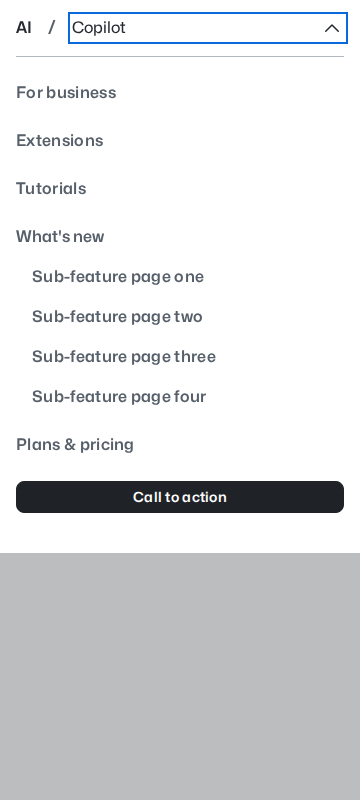 AI / Copilot
For business
Extensions
Tutorials
What's new
Sub-feature page one
Sub-feature page two
Sub-feature page three
Sub-feature page four
Plans & pricing
Call to action